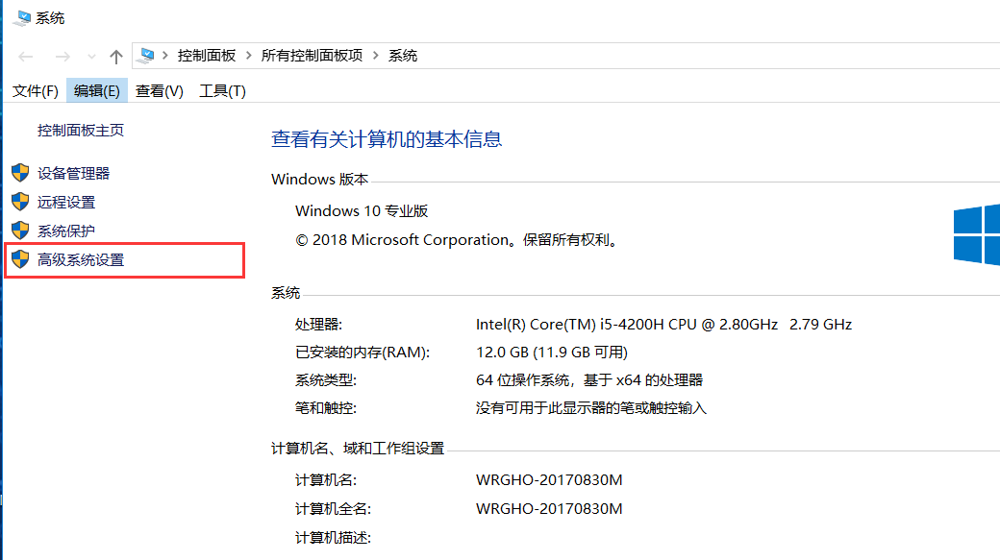 系统
控制面板 > 所有控制面板项 > 系统
文件(F) 编辑(E) 查看(V) 工具(T)
控制面板主页
设备管理器
远程设置
系统保护
高级系统设置
查看有关计算机的基本信息
Windows 版本
Windows 10 专业版
© 2018 Microsoft Corporation。保留所有权利。
系统
处理器: Intel(R) Core(TM) i5-4200H CPU @ 2.80GHz 2.79 GHz
已安装的内存(RAM): 12.0 GB (11.9 GB 可用)
系统类型: 64 位操作系统，基于 x64 的处理器
笔和触控: 没有可用于此显示器的笔或触控输入
计算机名、域和工作组设置
计算机名: WRGHO-20170830M
计算机全名: WRGHO-20170830M
计算机描述: